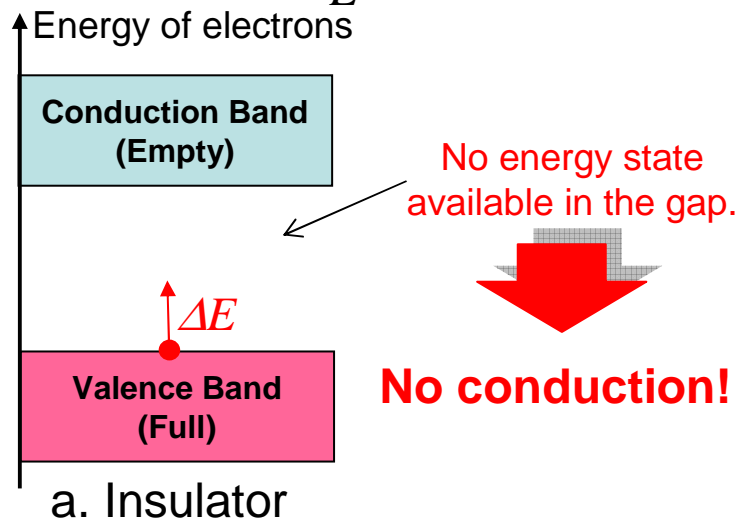 E
Energy of electrons
Conduction Band
(Empty)
No energy state
available in the gap.
ΔE
Valence Band
(Full)
No conduction!
a. Insulator